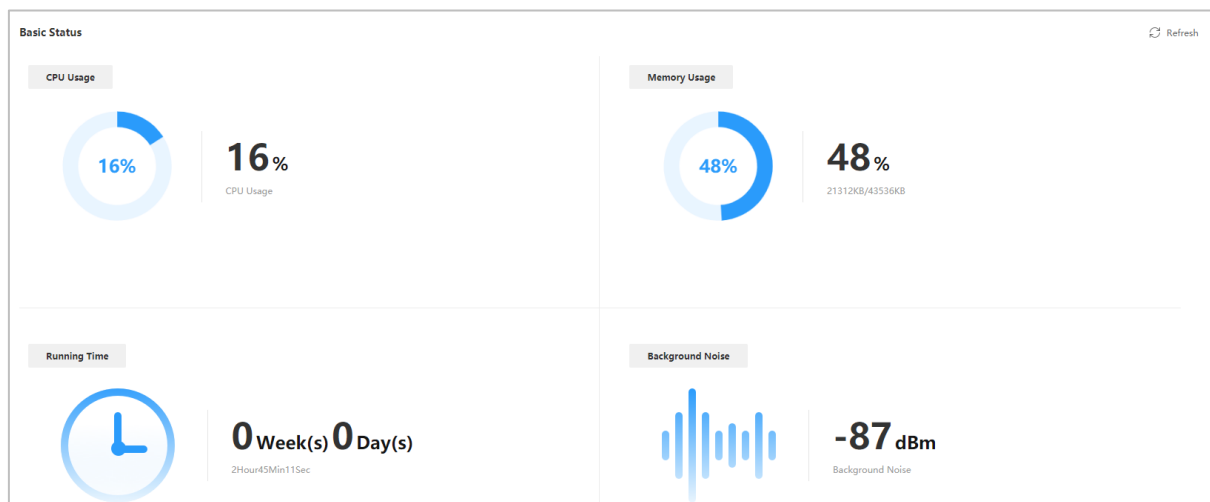 Basic Status
Refresh
CPU Usage
16%
16%
CPU Usage
Memory Usage
48%
48%
21312KB/43536KB
Running Time
0 Week(s) 0 Day(s)
2Hour45Min11Sec
Background Noise
-87 dBm
Background Noise